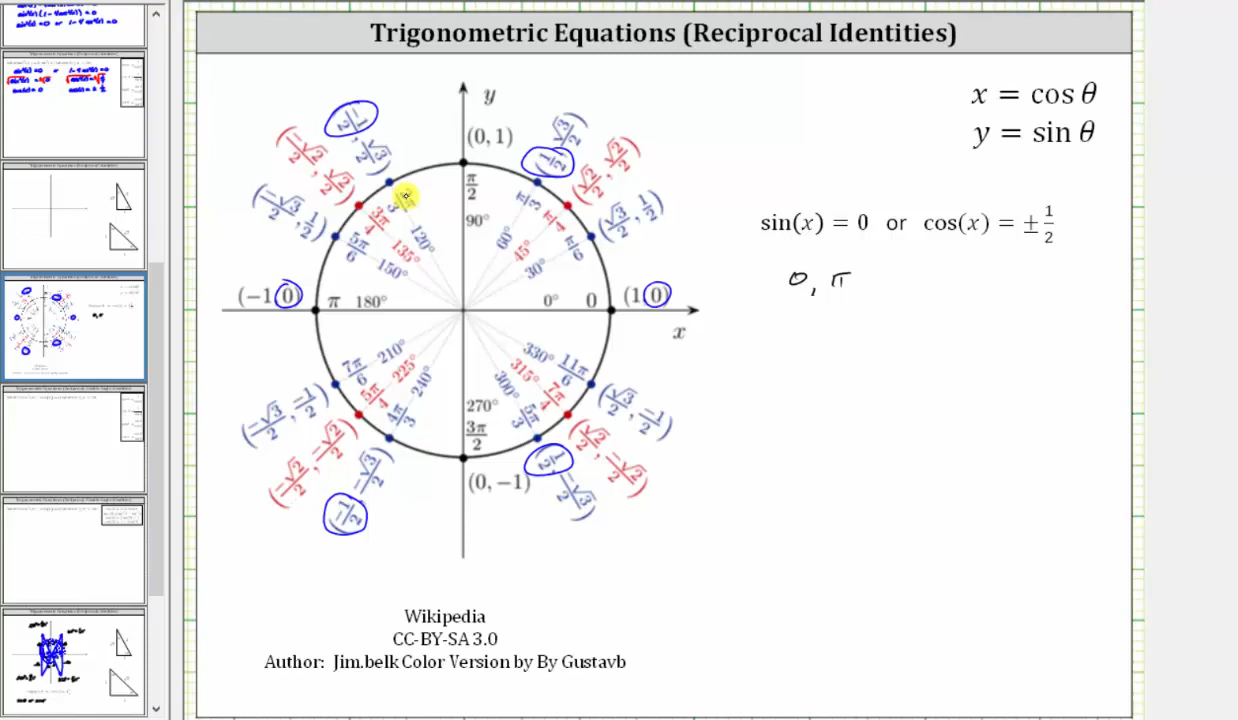 Trigonometric Equations (Reciprocal Identities)
x = cos θ
y = sin θ
sin(x) = 0 or cos(x) = ± 1/2
0, π
y
x
(0, 1)
π/2
90°
(1/2, √3/2)
π/3
60°
(√2/2, √2/2)
π/4
45°
(√3/2, 1/2)
π/6
30°
(-1/2, √3/2)
120°
(-√2/2, √2/2)
3π/4
135°
(-√3/2, 1/2)
5π/6
150°
(-1, 0)
π 180°
0° 0
(1, 0)
(-√3/2, -1/2)
7π/6
210°
(-√2/2, -√2/2)
5π/4
225°
(-1/2, -√3/2)
4π/3
240°
270°
3π/2
(0, -1)
(1/2, -√3/2)
5π/3
300°
(√2/2, -√2/2)
7π/4
315°
(√3/2, -1/2)
11π/6
330°
Wikipedia
CC-BY-SA 3.0
Author: Jim.belk Color Version by By Gustavb